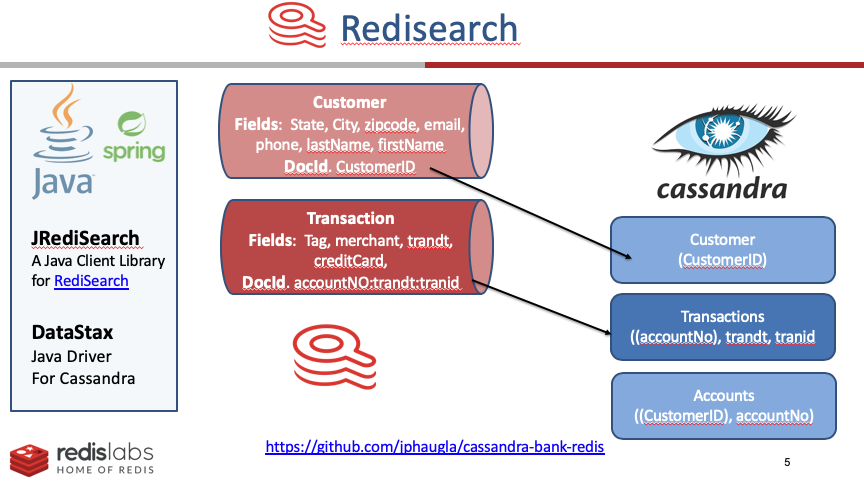 Redisearch
Java
spring
JRediSearch
A Java Client Library
for RediSearch
DataStax
Java Driver
For Cassandra
Customer
Fields: State, City, zipcode, email,
phone, lastName, firstName
DocId. CustomerID
Transaction
Fields: Tag, merchant, trandt,
creditCard,
DocId. accountNO:trandt:tranid
cassandra
Customer
(CustomerID)
Transactions
((accountNo), trandt, tranid
Accounts
((CustomerID), accountNo)
https://github.com/jphaugla/cassandra-bank-redis
redislabs
HOME OF REDIS
5